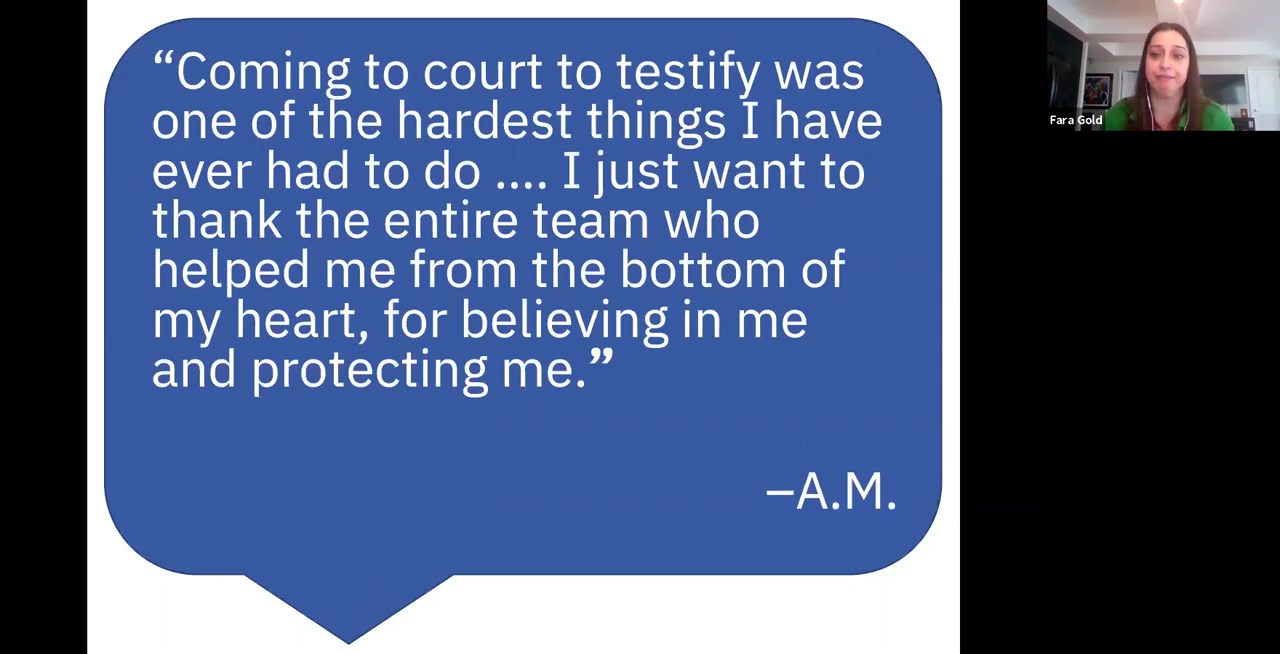 “Coming to court to testify was
one of the hardest things I have
ever had to do .... I just want to
thank the entire team who
helped me from the bottom of
my heart, for believing in me
and protecting me.”
–A.M.
Fara Gold